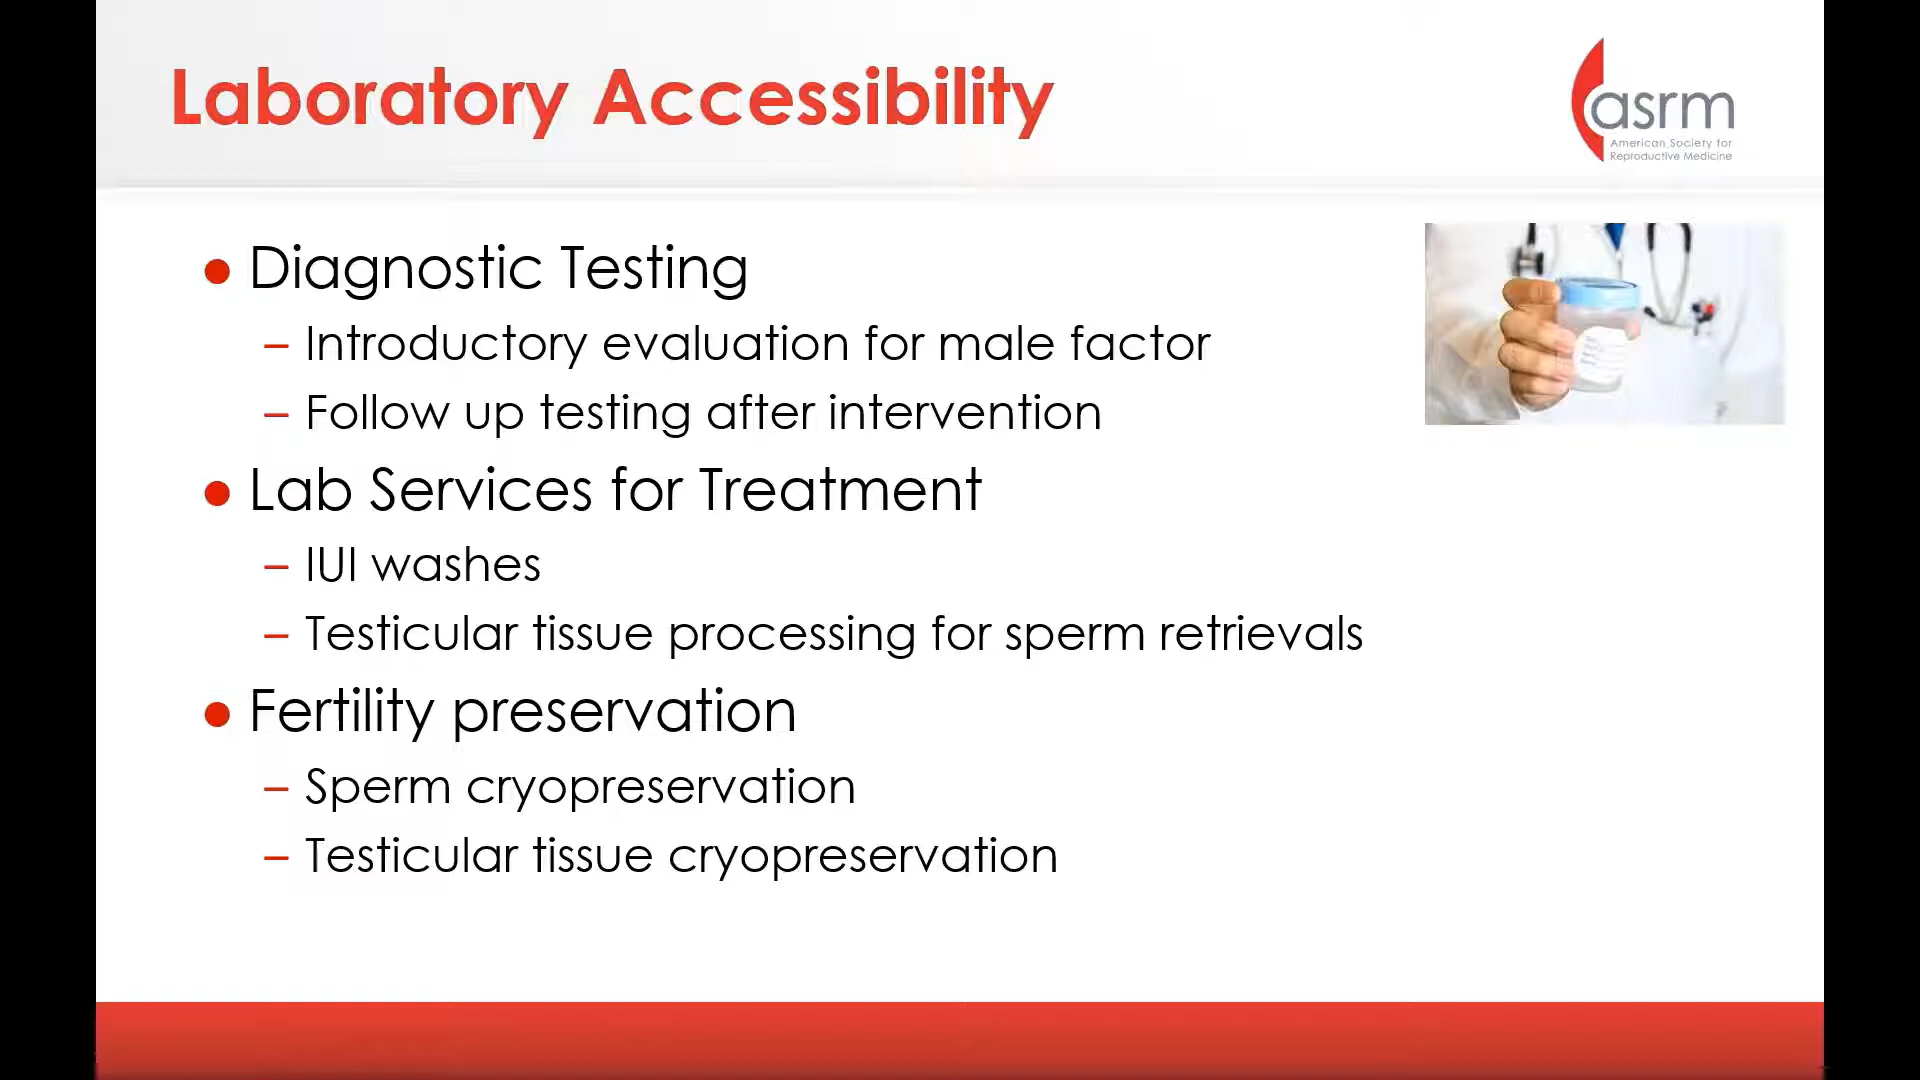 Laboratory Accessibility
asrm
American Society for
Reproductive Medicine
● Diagnostic Testing
– Introductory evaluation for male factor
– Follow up testing after intervention
● Lab Services for Treatment
– IUI washes
– Testicular tissue processing for sperm retrievals
● Fertility preservation
– Sperm cryopreservation
– Testicular tissue cryopreservation